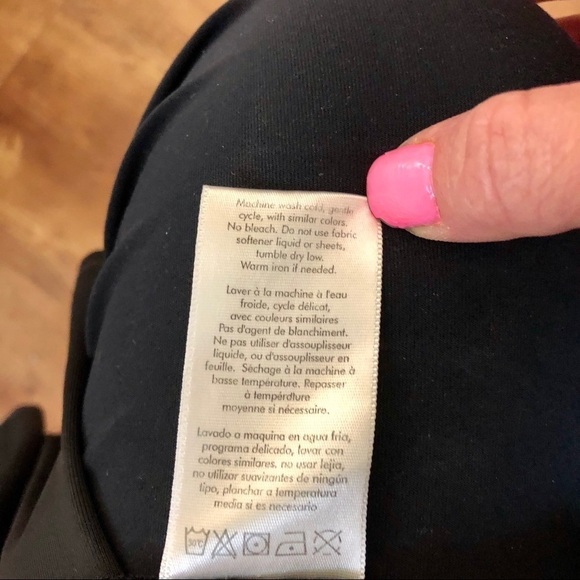 Machine wash cold, gentle
cycle, with similar colors.
No bleach. Do not use fabric
softener liquid or sheets,
tumble dry low.
Warm iron if needed.
Laver à la machine à l'eau
froide, cycle délicat,
avec couleurs similaires
Pas d'agent de blanchiment.
Ne pas utiliser d'assouplisseur
liquide, ou d'assouplisseur en
feuille. Séchage à la machine à
basse température. Repasser
à température
moyenne si nécessaire.
Lavado a maquina en agua fria,
programa delicado, lavar con
colores similares. no usar lejia,
no utilizar suavizantes de ningún
tipo, planchar a temperatura
media si es necesario
30°C